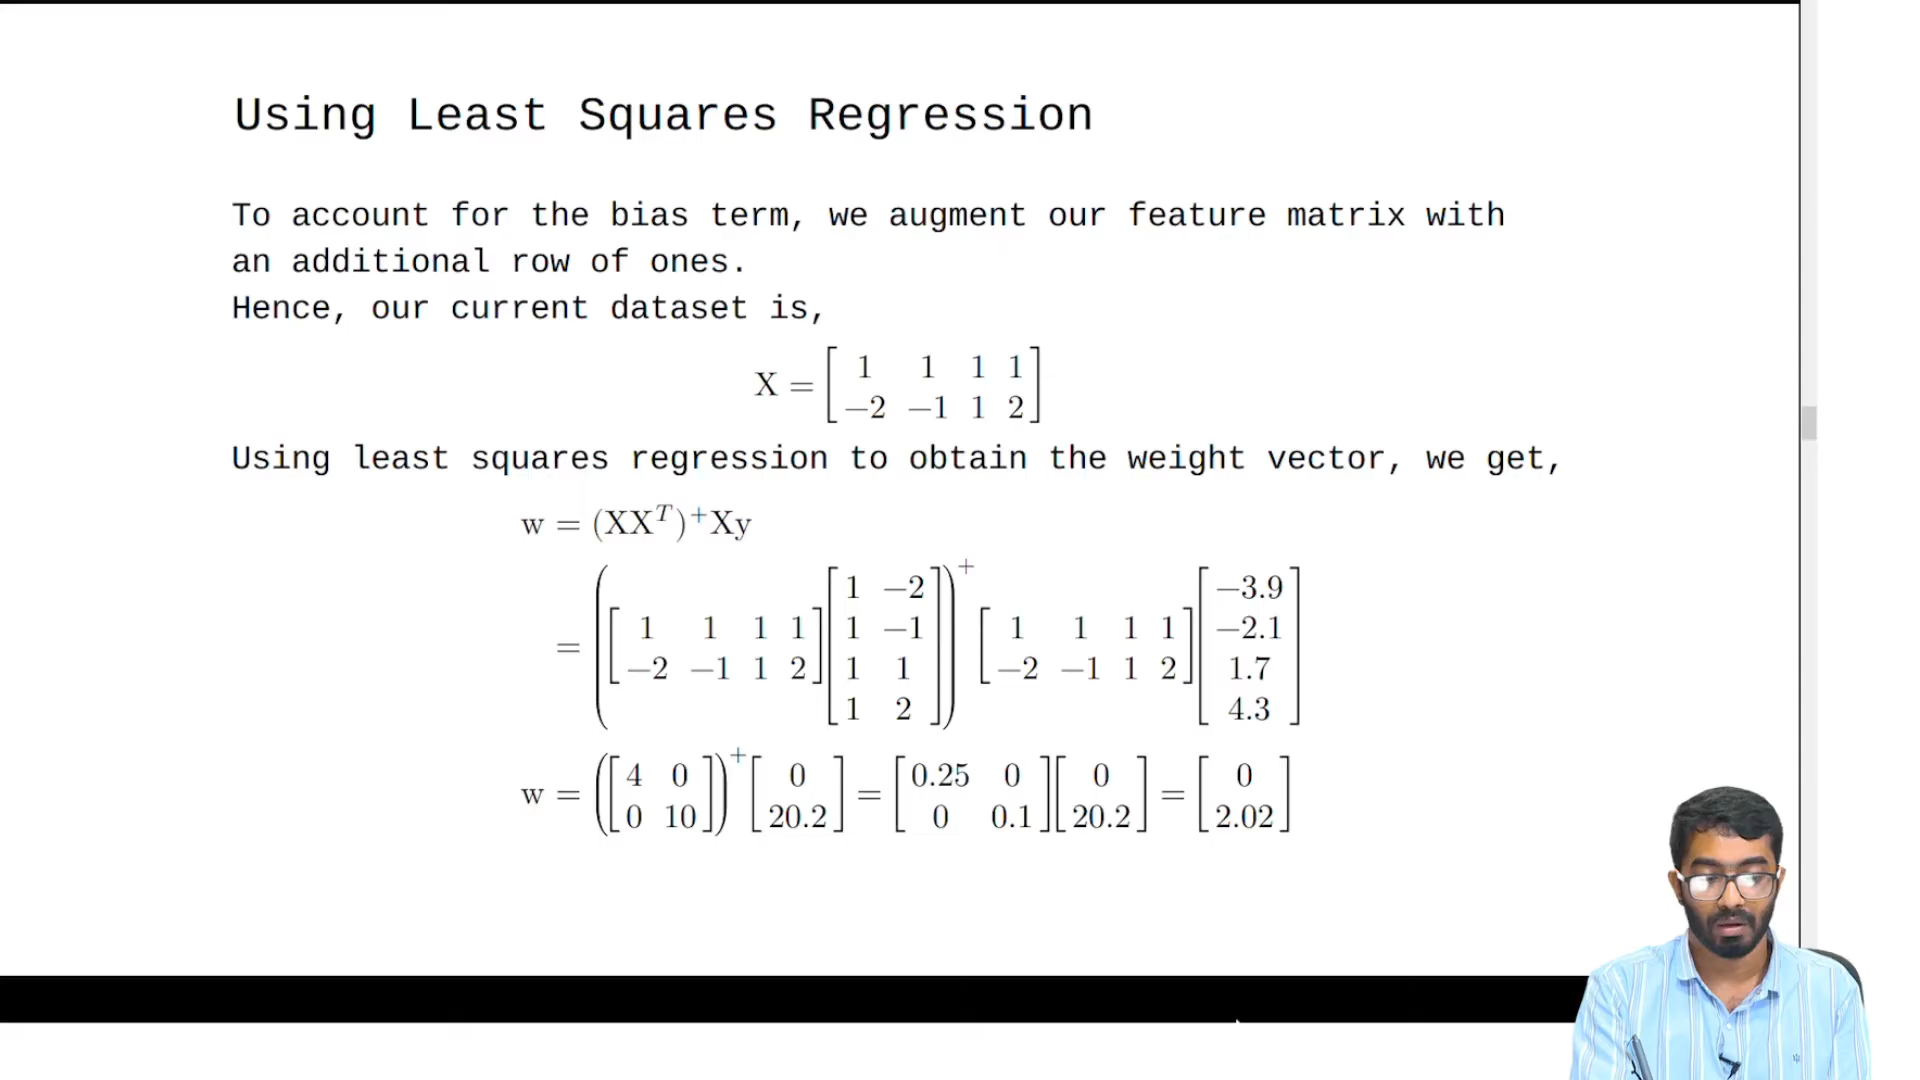 Using Least Squares Regression
To account for the bias term, we augment our feature matrix with
an additional row of ones.
Hence, our current dataset is,
X = [1 1 1 1; −2 −1 1 2]
Using least squares regression to obtain the weight vector, we get,
w = (XX^T)^+Xy
= ([1 1 1 1; −2 −1 1 2][1 −2; 1 −1; 1 1; 1 2])^+ [1 1 1 1; −2 −1 1 2][−3.9; −2.1; 1.7; 4.3]
w = ([4 0; 0 10])^+ [0; 20.2] = [0.25 0; 0 0.1][0; 20.2] = [0; 2.02]